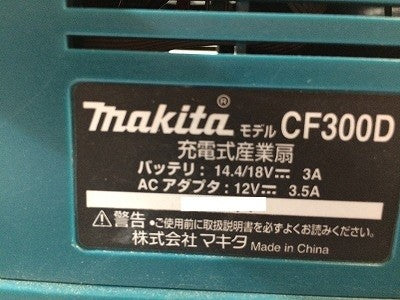 makita® モデル CF300D
充電式産業扇
バッテリ : 14.4/18V⎓ 3A
AC アダプタ : 12V⎓ 3.5A
⚠警告 •ご使用前に取扱説明書を必ずよくお読みください。
株式会社マキタ Made in China